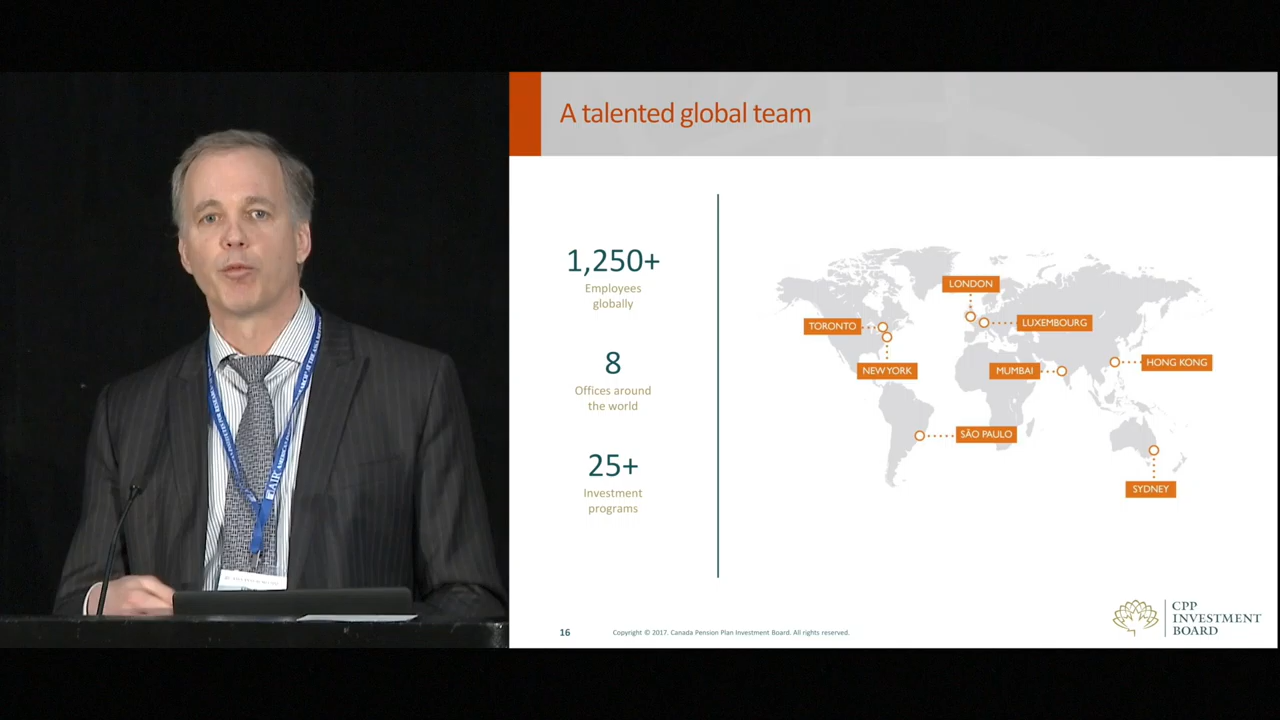 A talented global team
1,250+
Employees
globally
8
Offices around
the world
25+
Investment
programs
LONDON
TORONTO
LUXEMBOURG
NEW YORK
MUMBAI
HONG KONG
SÃO PAULO
SYDNEY
16
Copyright © 2017. Canada Pension Plan Investment Board. All rights reserved.
CPP
INVESTMENT
BOARD